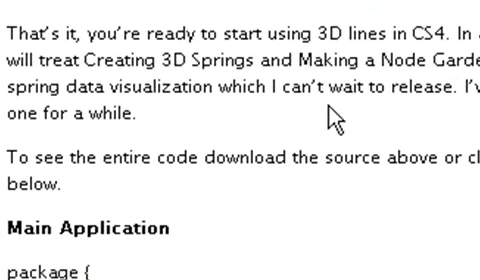 That's it, you're ready to start using 3D lines in CS4. In
will treat Creating 3D Springs and Making a Node
spring data visualization which I can't wait to release.
one for a while.
To see the entire code download the source above or
below.
Main Application
package {